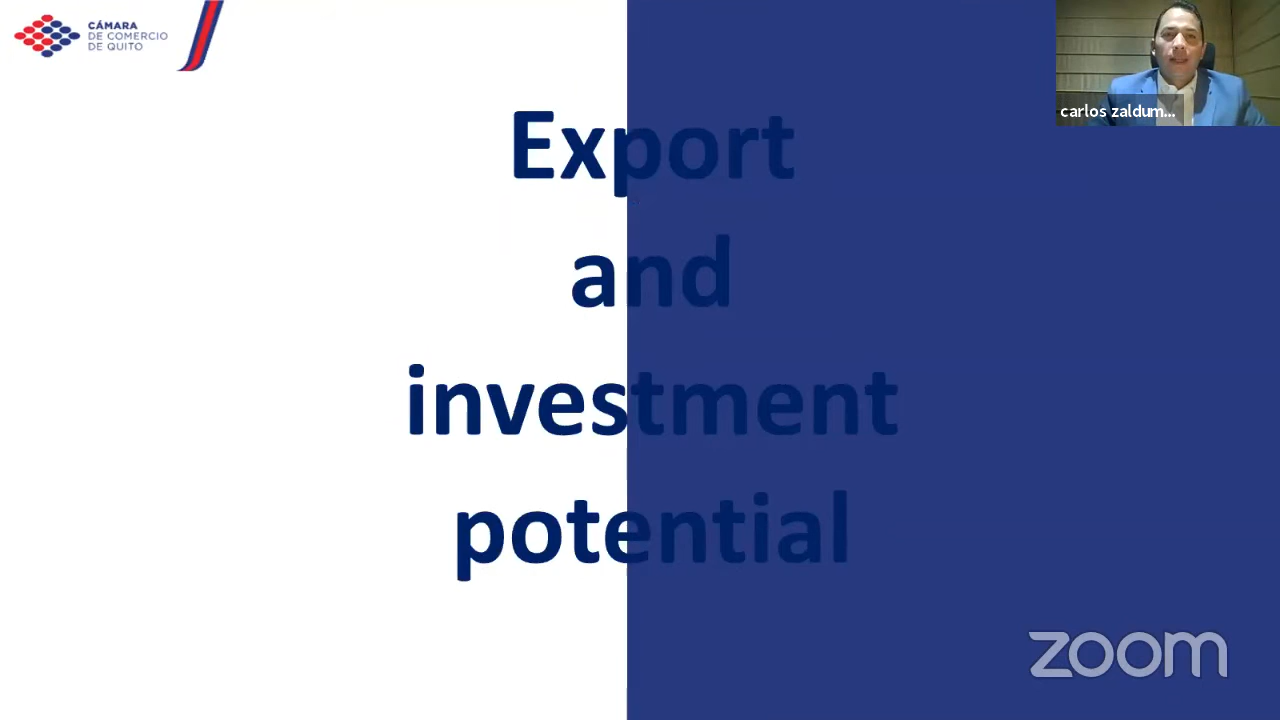 CÁMARA
DE COMERCIO
DE QUITO
carlos zaldum...
Export
and
investment
potential
zoom